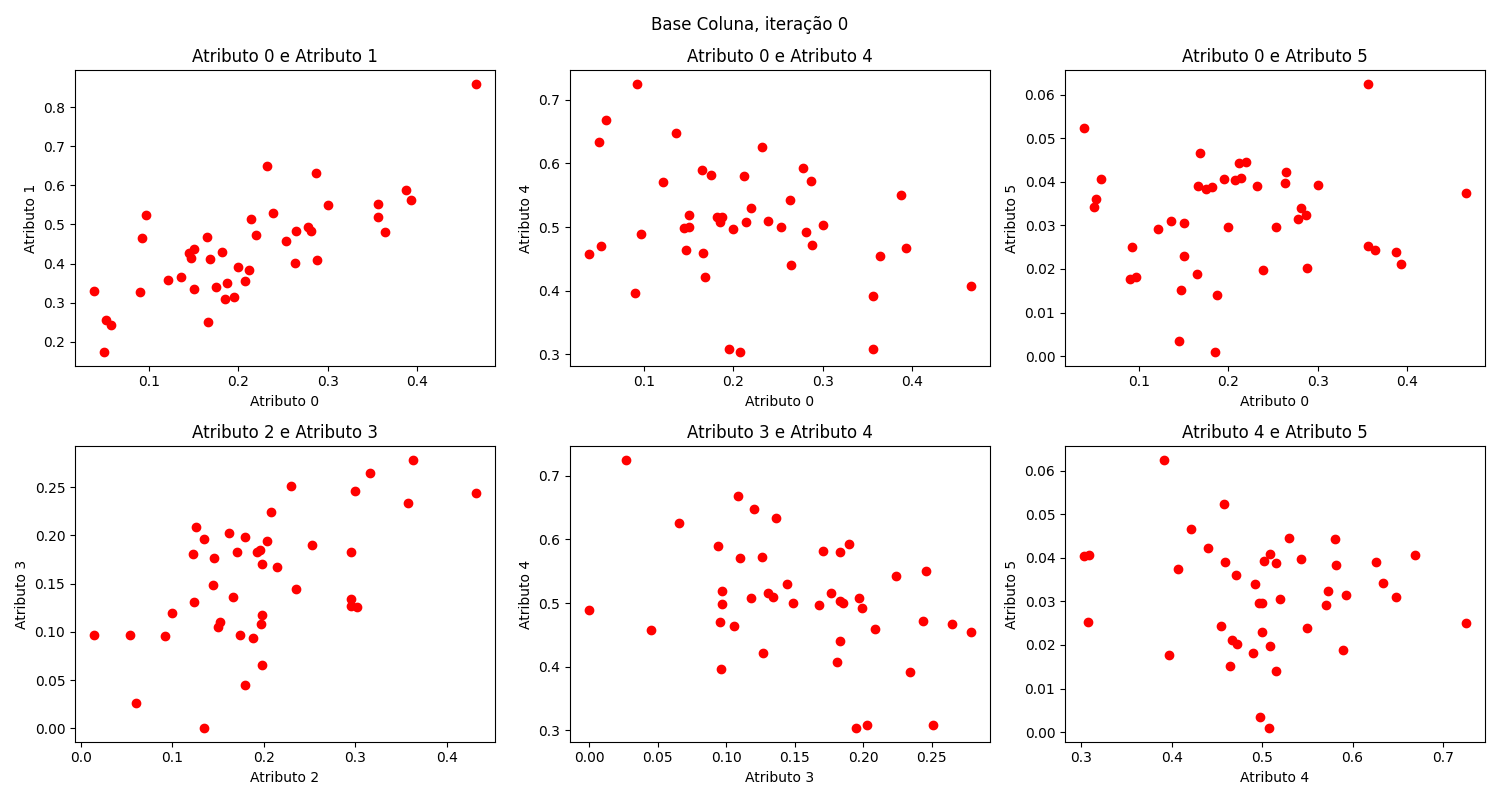 Base Coluna, iteração 0
Atributo 0 e Atributo 1
Atributo 1
0.8
0.7
0.6
0.5
0.4
0.3
0.2
0.1 0.2 0.3 0.4
Atributo 0
Atributo 0 e Atributo 4
Atributo 4
0.7
0.6
0.5
0.4
0.3
0.1 0.2 0.3 0.4
Atributo 0
Atributo 0 e Atributo 5
Atributo 5
0.06
0.05
0.04
0.03
0.02
0.01
0.00
0.1 0.2 0.3 0.4
Atributo 0
Atributo 2 e Atributo 3
Atributo 3
0.25
0.20
0.15
0.10
0.05
0.00
0.0 0.1 0.2 0.3 0.4
Atributo 2
Atributo 3 e Atributo 4
Atributo 4
0.7
0.6
0.5
0.4
0.3
0.00 0.05 0.10 0.15 0.20 0.25
Atributo 3
Atributo 4 e Atributo 5
Atributo 5
0.06
0.05
0.04
0.03
0.02
0.01
0.00
0.3 0.4 0.5 0.6 0.7
Atributo 4